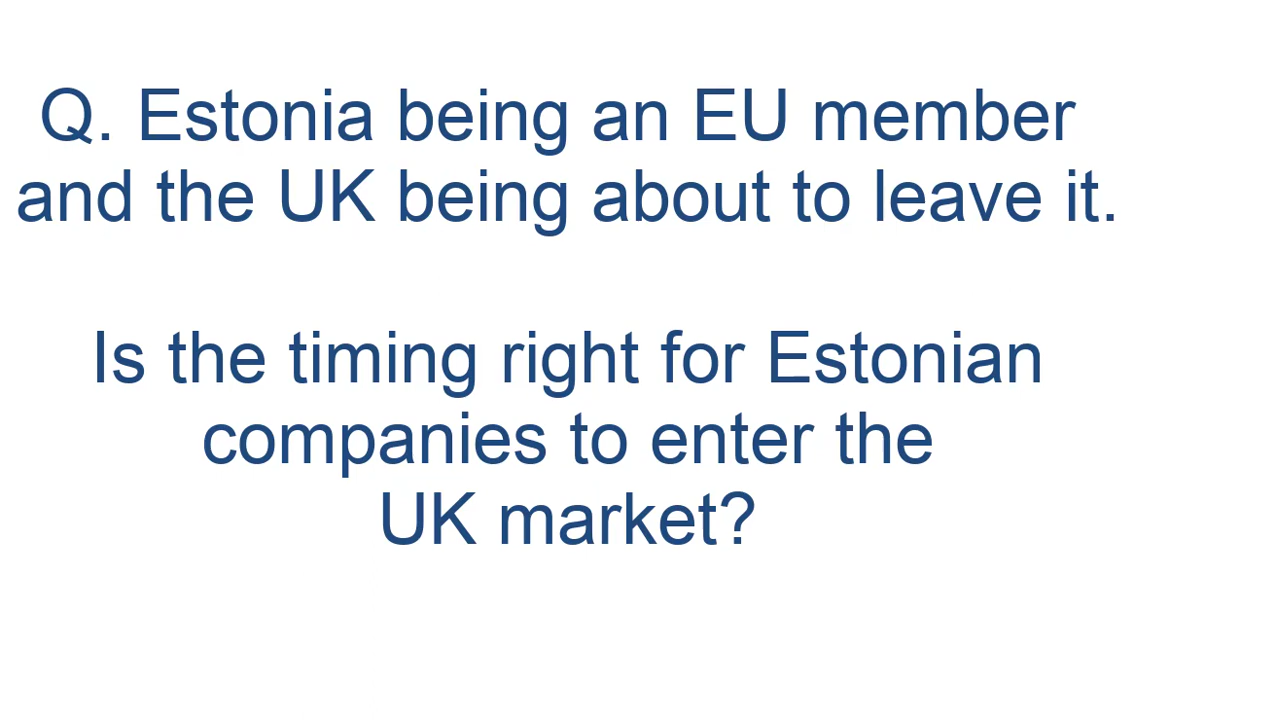 Q. Estonia being an EU member
and the UK being about to leave it.
Is the timing right for Estonian
companies to enter the
UK market?